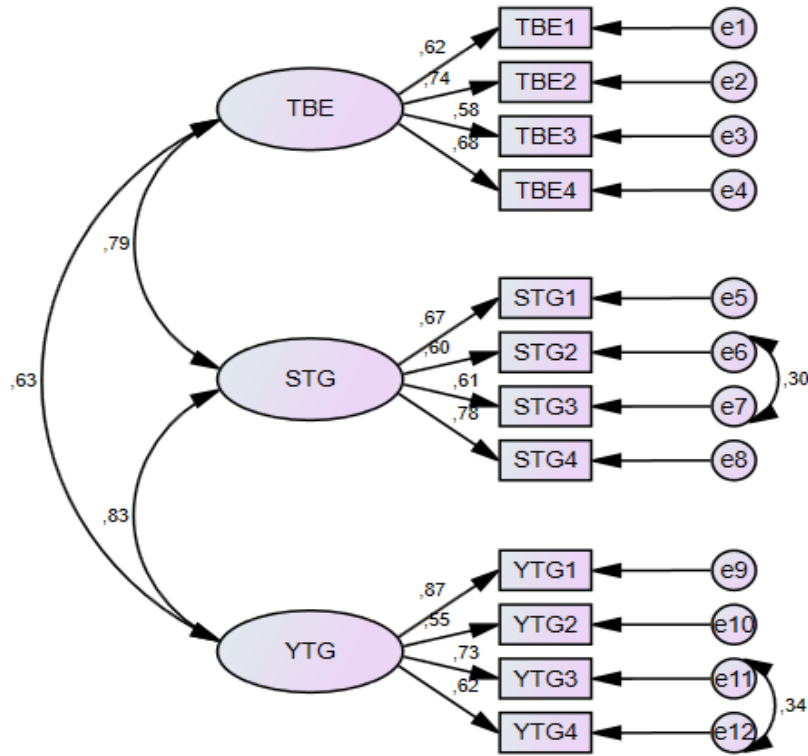 TBE1 e1
,62
,74
TBE2 e2
TBE
,58
TBE3 e3
,68
TBE4 e4
,79
STG1 e5
,67
,60
STG2 e6
STG
,63
,30
,61
STG3 e7
,78
STG4 e8
,83
YTG1 e9
,87
,55
YTG2 e10
YTG
,73
YTG3 e11
,62
,34
YTG4 e12